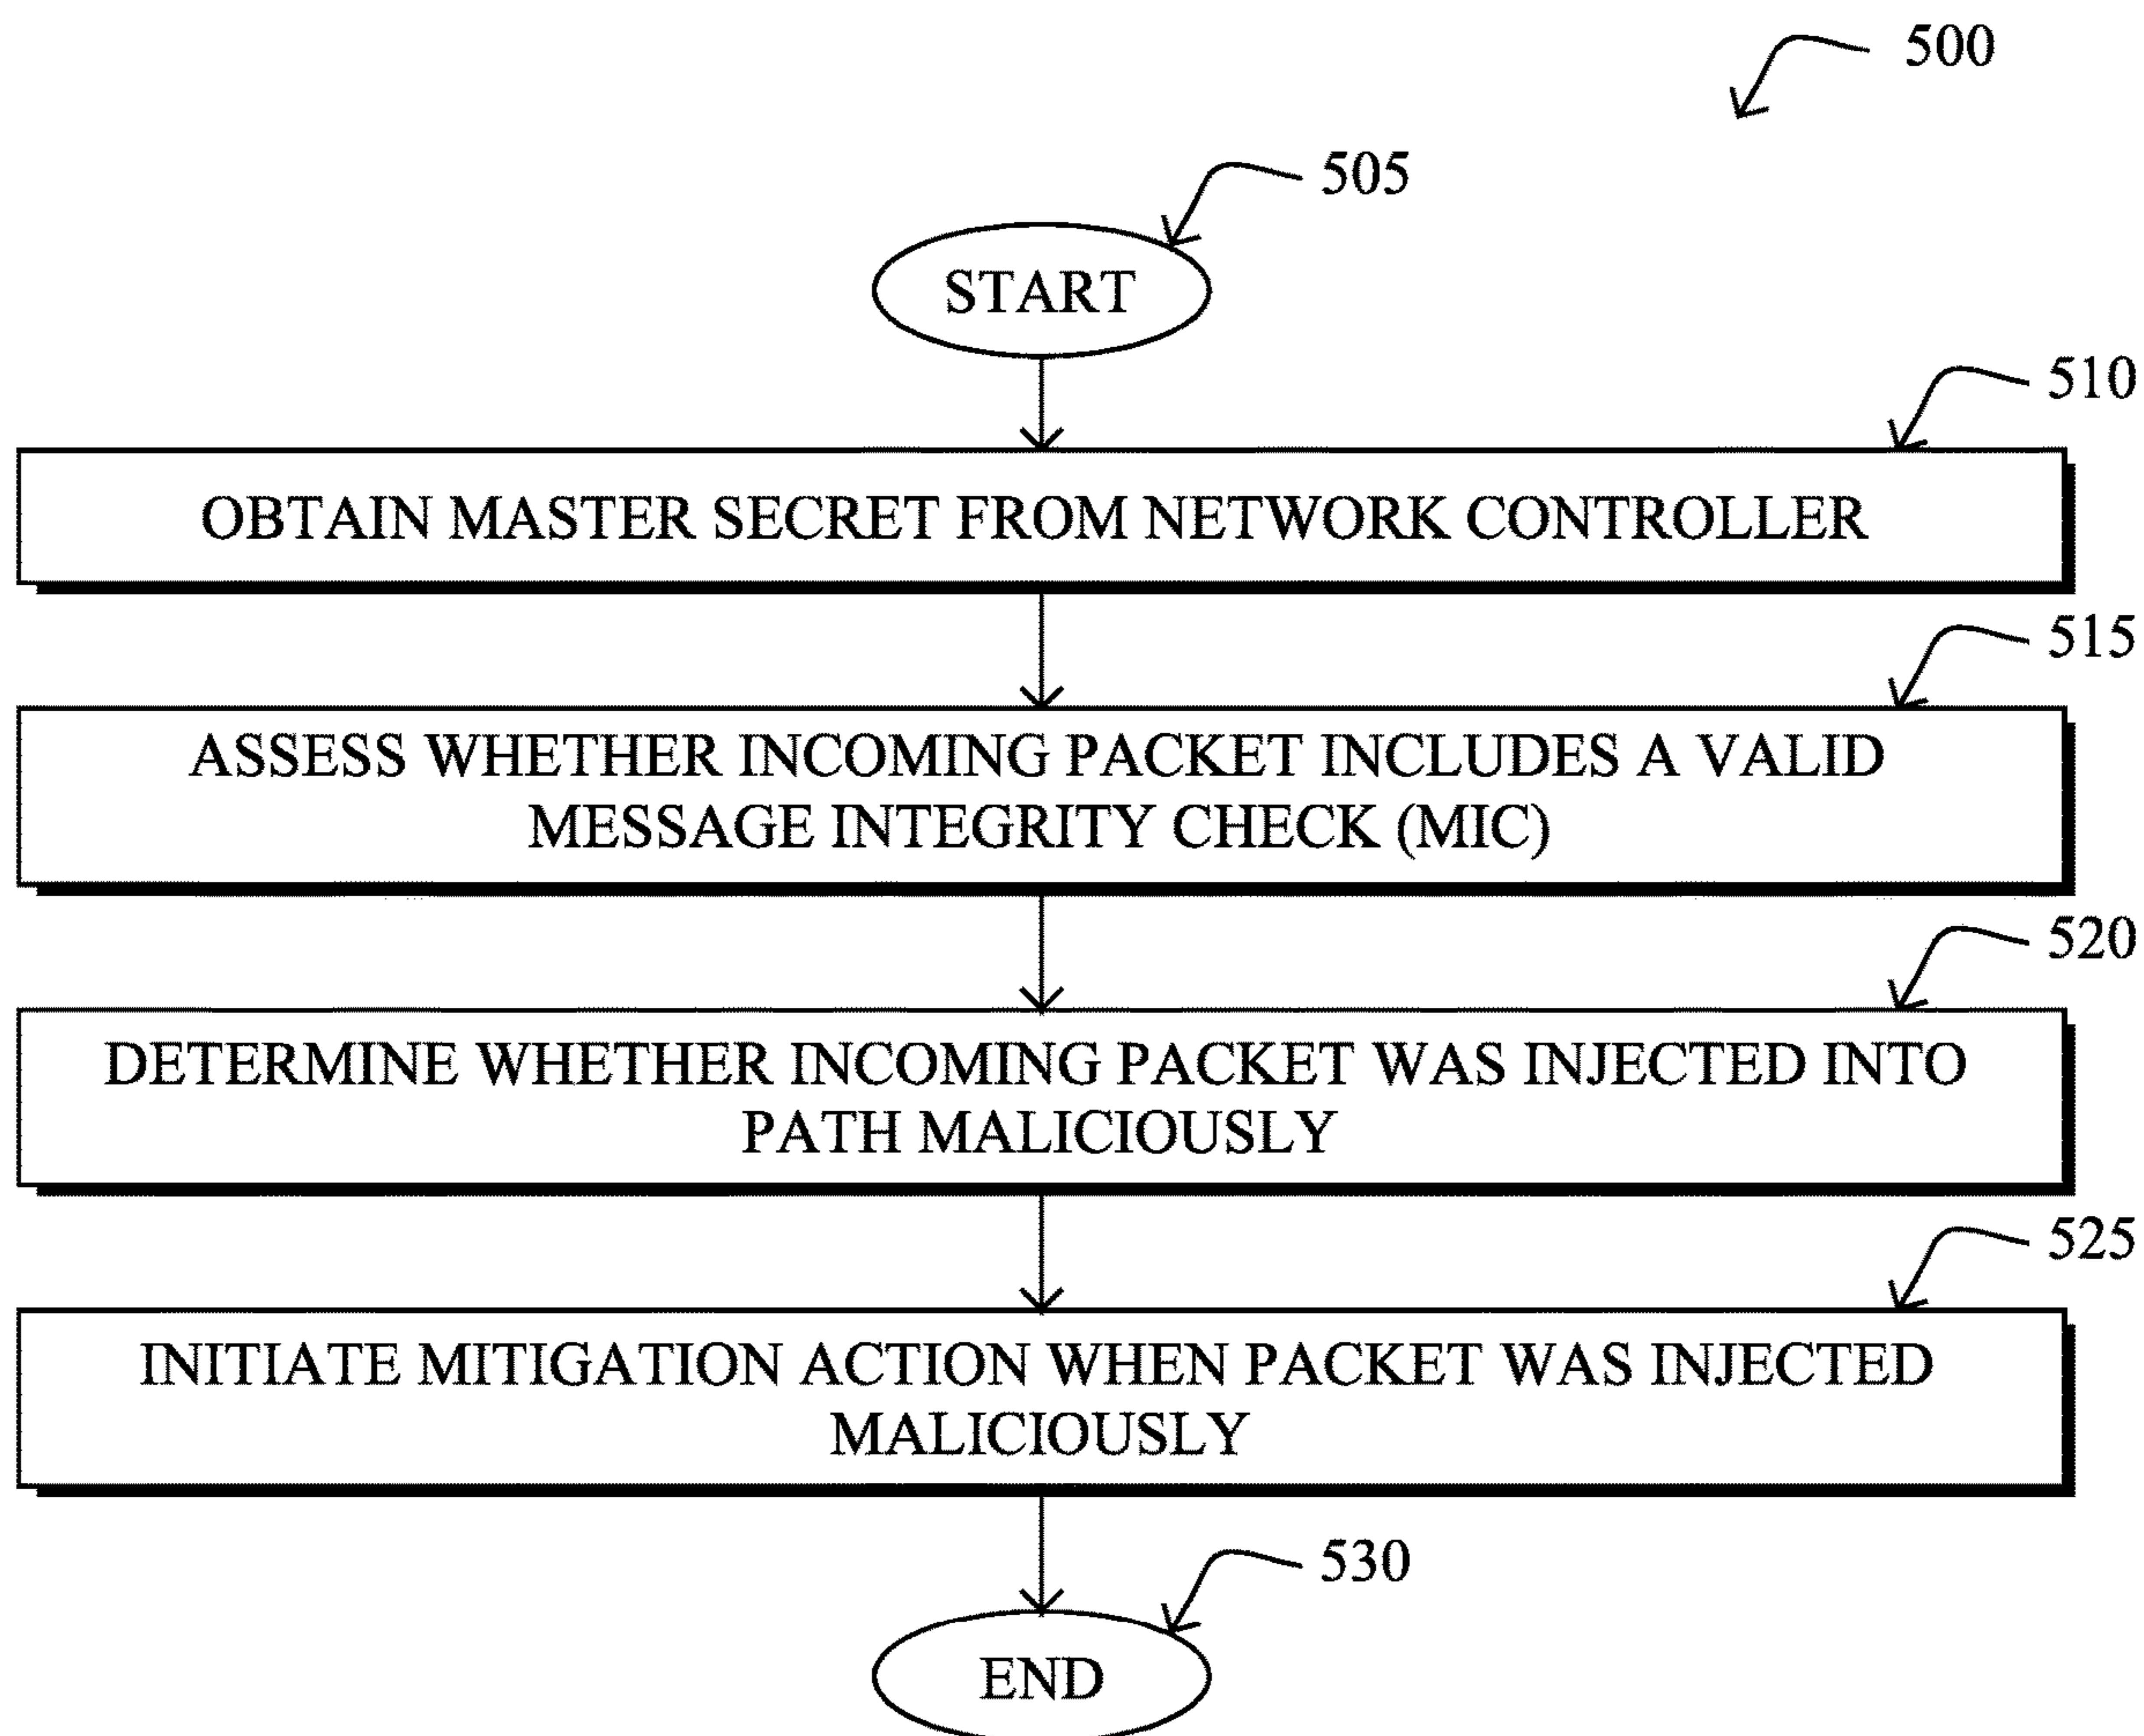 500
505
START
510
OBTAIN MASTER SECRET FROM NETWORK CONTROLLER
515
ASSESS WHETHER INCOMING PACKET INCLUDES A VALID
MESSAGE INTEGRITY CHECK (MIC)
520
DETERMINE WHETHER INCOMING PACKET WAS INJECTED INTO
PATH MALICIOUSLY
525
INITIATE MITIGATION ACTION WHEN PACKET WAS INJECTED
MALICIOUSLY
530
END